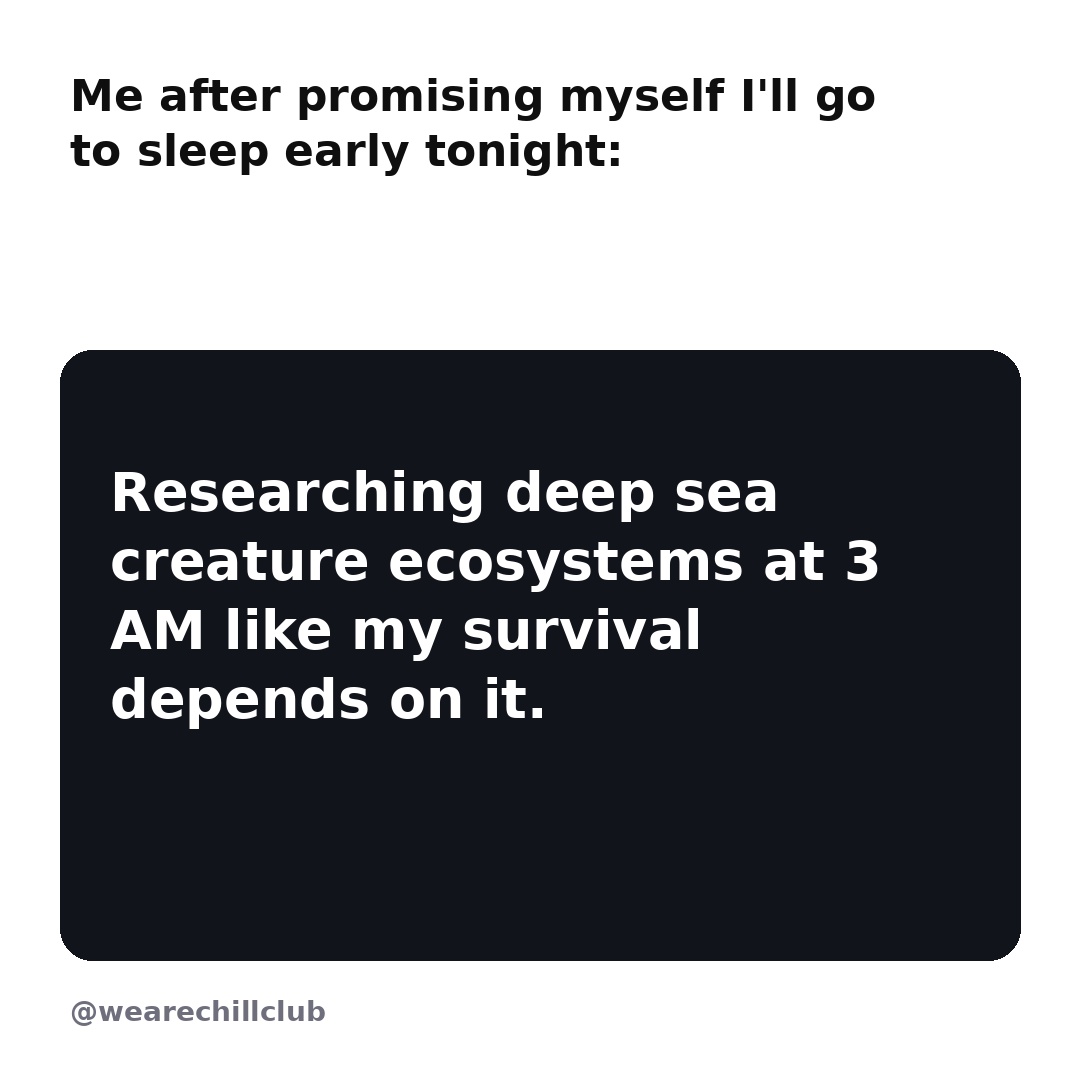 Me after promising myself I'll go
to sleep early tonight:
Researching deep sea
creature ecosystems at 3
AM like my survival
depends on it.
@wearechillclub